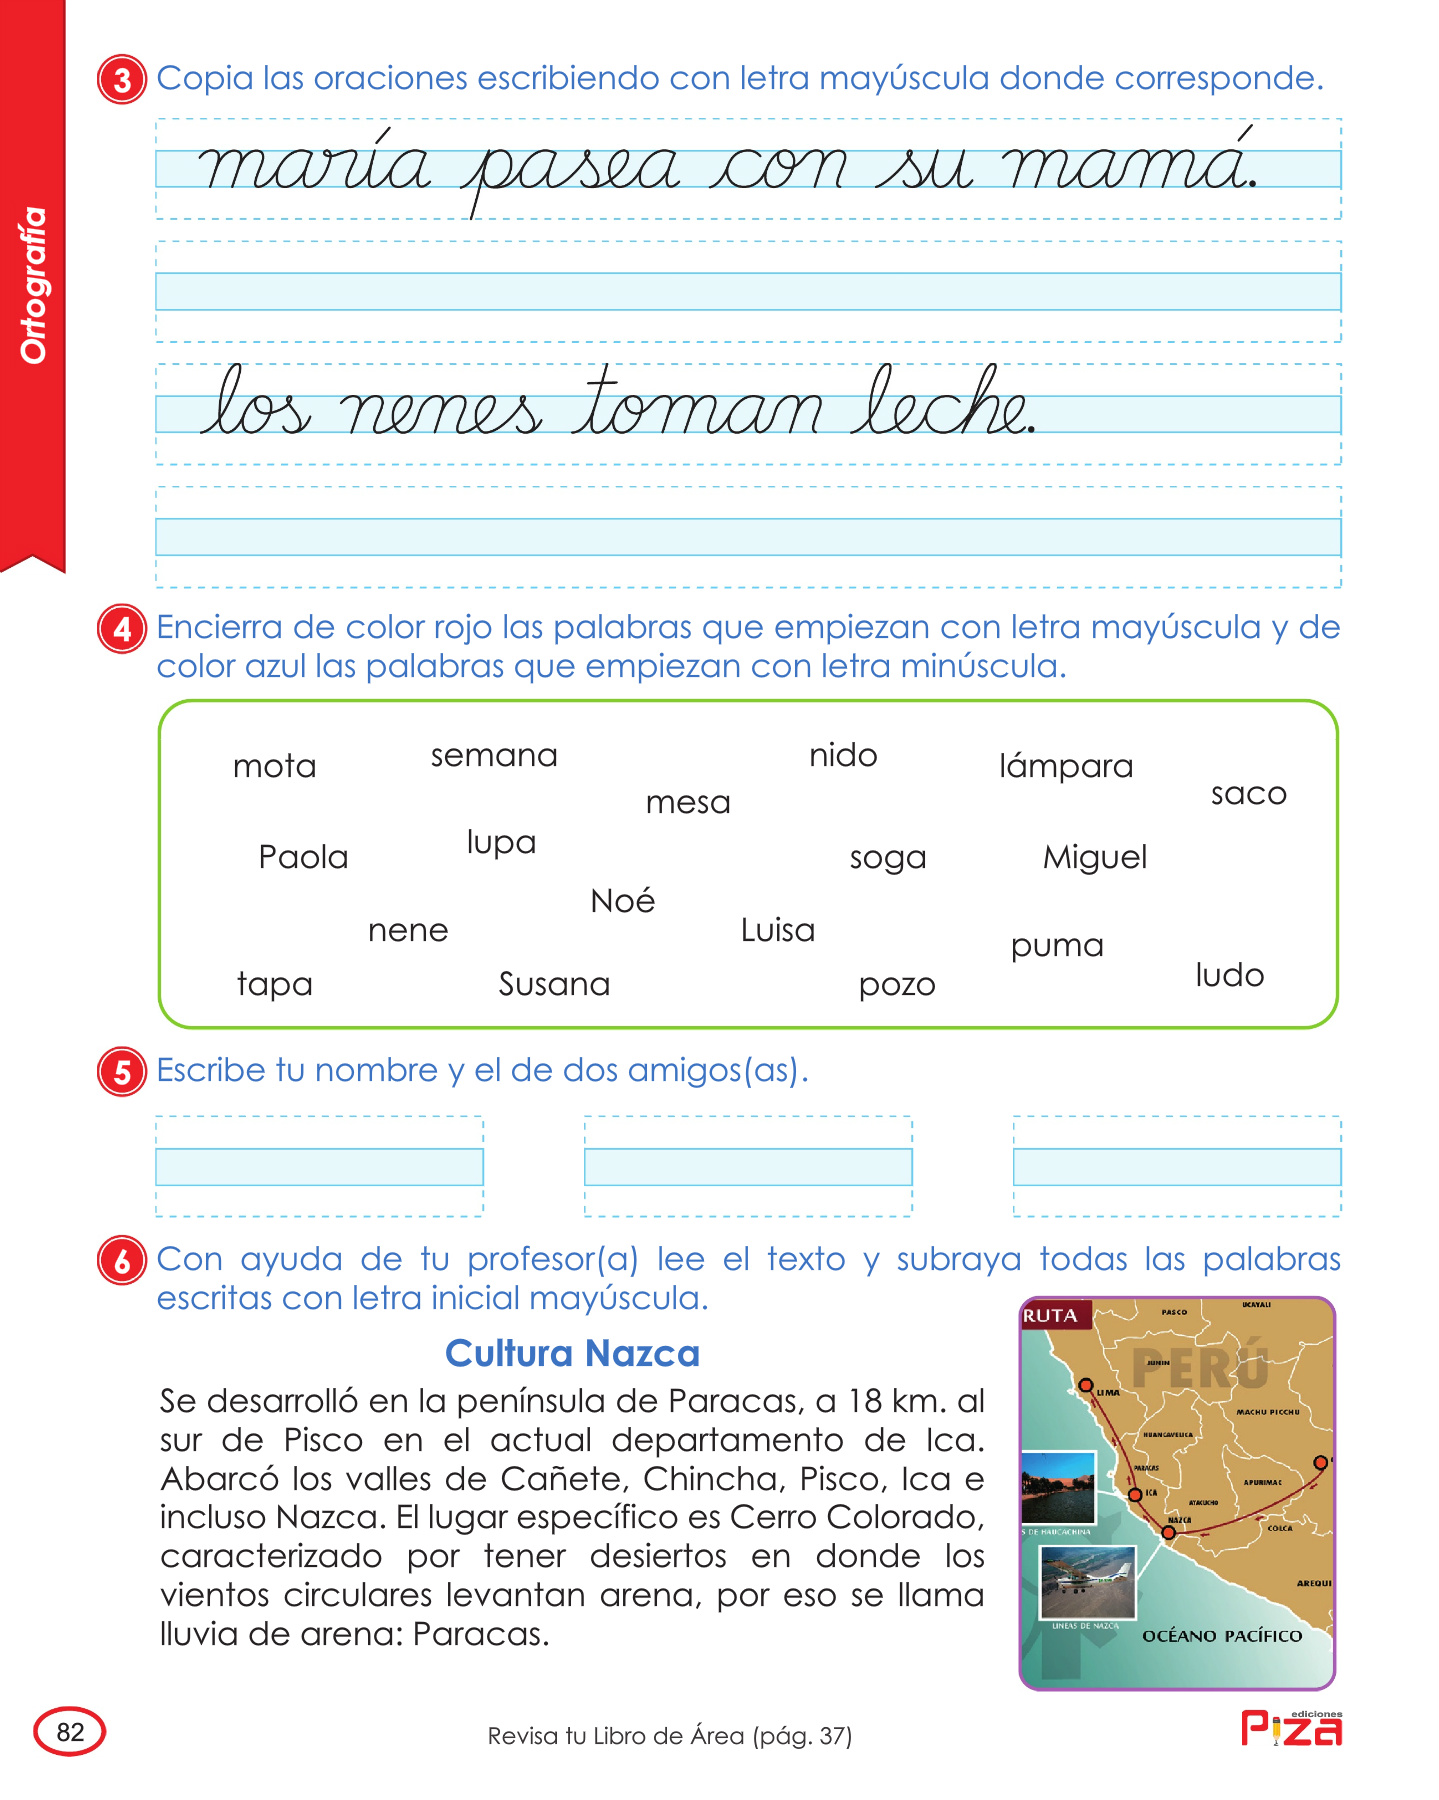 Ortografía
3 Copia las oraciones escribiendo con letra mayúscula donde corresponde.
maría pasea con su mamá.
los nenes toman leche.
4 Encierra de color rojo las palabras que empiezan con letra mayúscula y de
color azul las palabras que empiezan con letra minúscula.
mota semana nido lámpara
mesa saco
Paola lupa soga Miguel
Noé
nene Luisa puma
tapa Susana pozo ludo
5 Escribe tu nombre y el de dos amigos(as).
6 Con ayuda de tu profesor(a) lee el texto y subraya todas las palabras
escritas con letra inicial mayúscula.
Cultura Nazca
Se desarrolló en la península de Paracas, a 18 km. al
sur de Pisco en el actual departamento de Ica.
Abarcó los valles de Cañete, Chincha, Pisco, Ica e
incluso Nazca. El lugar específico es Cerro Colorado,
caracterizado por tener desiertos en donde los
vientos circulares levantan arena, por eso se llama
lluvia de arena: Paracas.
RUTA
PASCO
UCAYALI
JUNIN
PERÚ
LIMA
MACHU PICCHU
HUANCAVELICA
PARACAS
ICA
APURIMAC
AYACUCHO
NAZCA
COLCA
S DE HAUCACHINA
AREQUI
LINEAS DE NAZCA
OCÉANO PACÍFICO
82
Revisa tu Libro de Área (pág. 37)
ediciones
PIZA